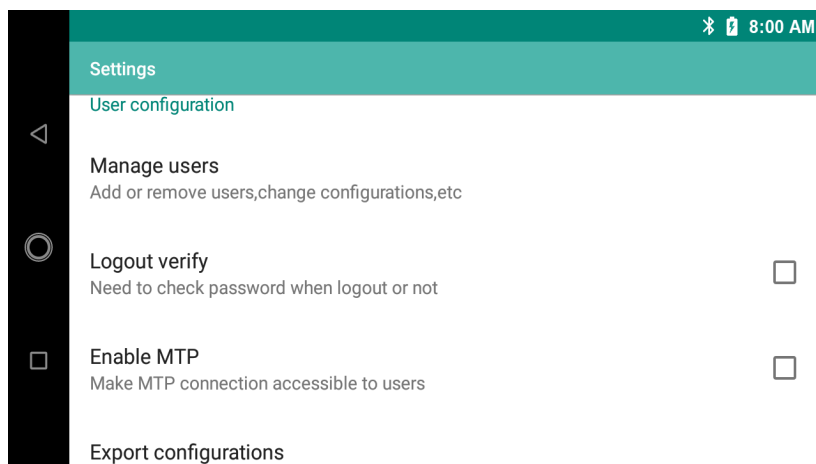 8:00 AM
Settings
User configuration
Manage users
Add or remove users,change configurations,etc
Logout verify
Need to check password when logout or not
Enable MTP
Make MTP connection accessible to users
Export configurations